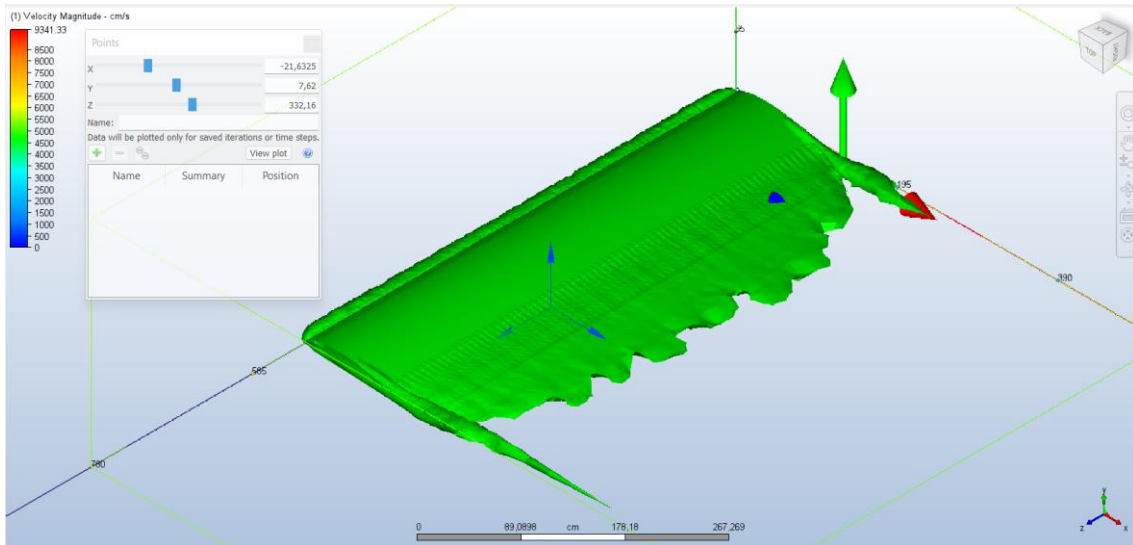 (1) Velocity Magnitude - cm/s
9341.33
8500
8000
7500
7000
6500
6000
5500
5000
4500
4000
3500
3000
2500
2000
1500
1000
500
0
Points
X -21,6325
Y 7,62
Z 332,16
Name:
Data will be plotted only for saved iterations or time steps.
View plot
Name Summary Position
TOP
195
390
585
780
0 89,0898 cm 178,18 267,269
y
z x